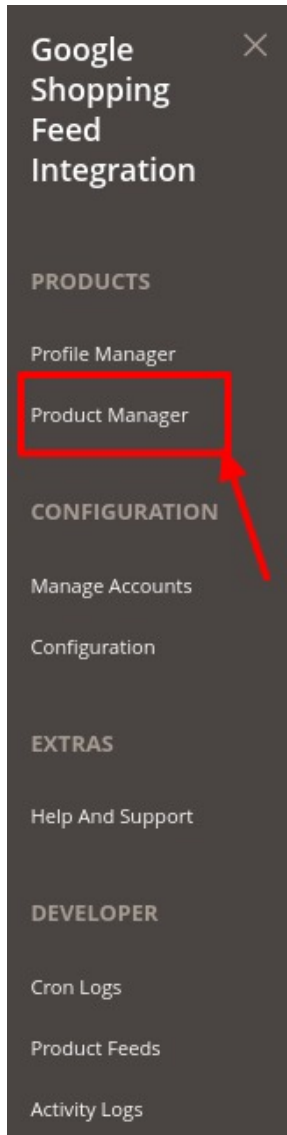 Google
Shopping
Feed
Integration
PRODUCTS
Profile Manager
Product Manager
CONFIGURATION
Manage Accounts
Configuration
EXTRAS
Help And Support
DEVELOPER
Cron Logs
Product Feeds
Activity Logs